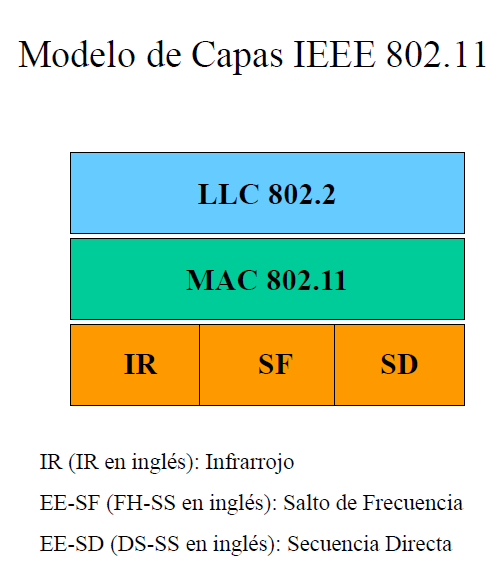 Modelo de Capas IEEE 802.11
LLC 802.2
MAC 802.11
IR SF SD
IR (IR en inglés): Infrarrojo
EE-SF (FH-SS en inglés): Salto de Frecuencia
EE-SD (DS-SS en inglés): Secuencia Directa